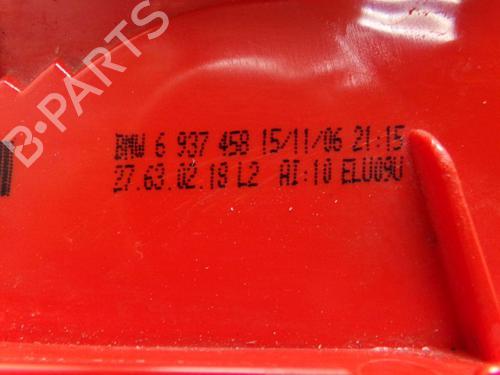 B-PARTS
BMW 6 937 458 15/11/06 21:15
27.63.02.18 L2 AI:10 ELU09U